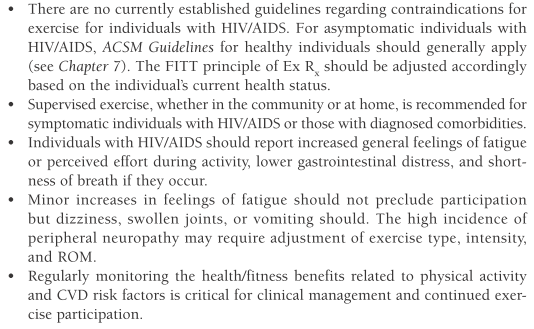 • There are no currently established guidelines regarding contraindications for
exercise for individuals with HIV/AIDS. For asymptomatic individuals with
HIV/AIDS, ACSM Guidelines for healthy individuals should generally apply
(see Chapter 7). The FITT principle of Ex Rx should be adjusted accordingly
based on the individual's current health status.
• Supervised exercise, whether in the community or at home, is recommended for
symptomatic individuals with HIV/AIDS or those with diagnosed comorbidities.
• Individuals with HIV/AIDS should report increased general feelings of fatigue
or perceived effort during activity, lower gastrointestinal distress, and short-
ness of breath if they occur.
• Minor increases in feelings of fatigue should not preclude participation
but dizziness, swollen joints, or vomiting should. The high incidence of
peripheral neuropathy may require adjustment of exercise type, intensity,
and ROM.
• Regularly monitoring the health/fitness benefits related to physical activity
and CVD risk factors is critical for clinical management and continued exer-
cise participation.